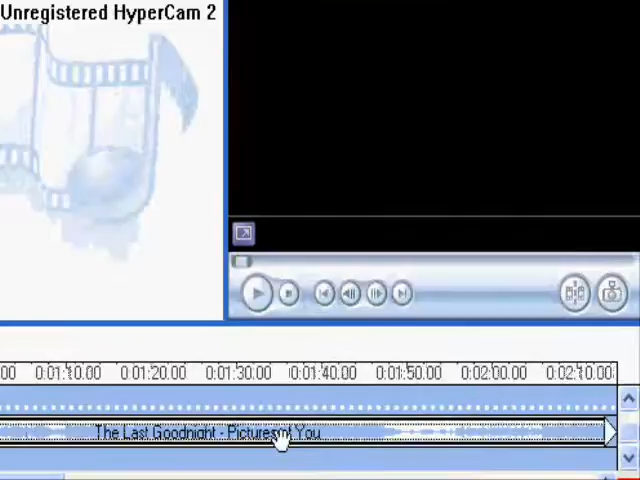 Unregistered HyperCam 2
00 0:01:10.00 0:01:20.00 0:01:30.00 0:01:40.00 0:01:50.00 0:02:00.00 0:02:10.00
The Last Goodnight - Pictures of You